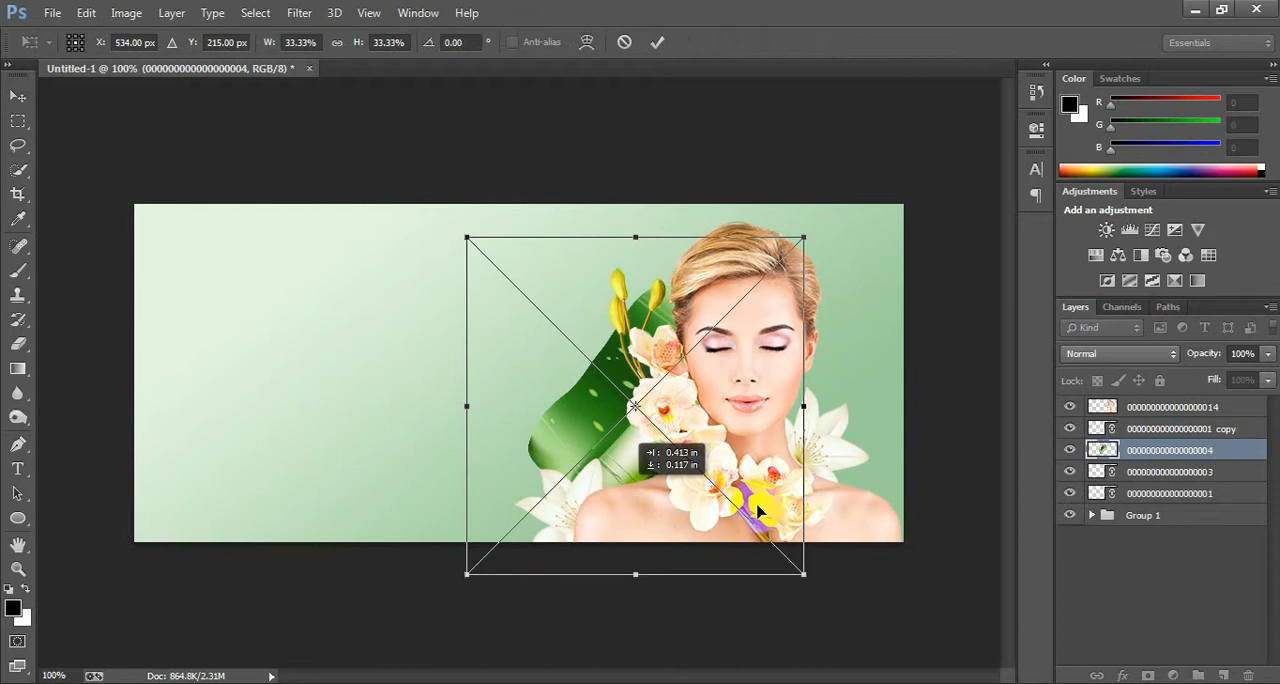 Ps File Edit Image Layer Type Select Filter 3D View Window Help
X: 534.00 px Y: 215.00 px W: 33.33% H: 33.33% 0.00 ° Anti-alias Essentials
Untitled-1 @ 100% (000000000000000004, RGB/8) * ×
Color Swatches
R 0
G 0
B 0
Adjustments Styles
Add an adjustment
Layers Channels Paths
Kind
Normal Opacity: 100%
Lock: Fill: 100%
000000000000000014
000000000000000001 copy
000000000000000004
000000000000000003
000000000000000001
Group 1
→|: 0.413 in
0.117 in
100% Doc: 864.8K/2.31M